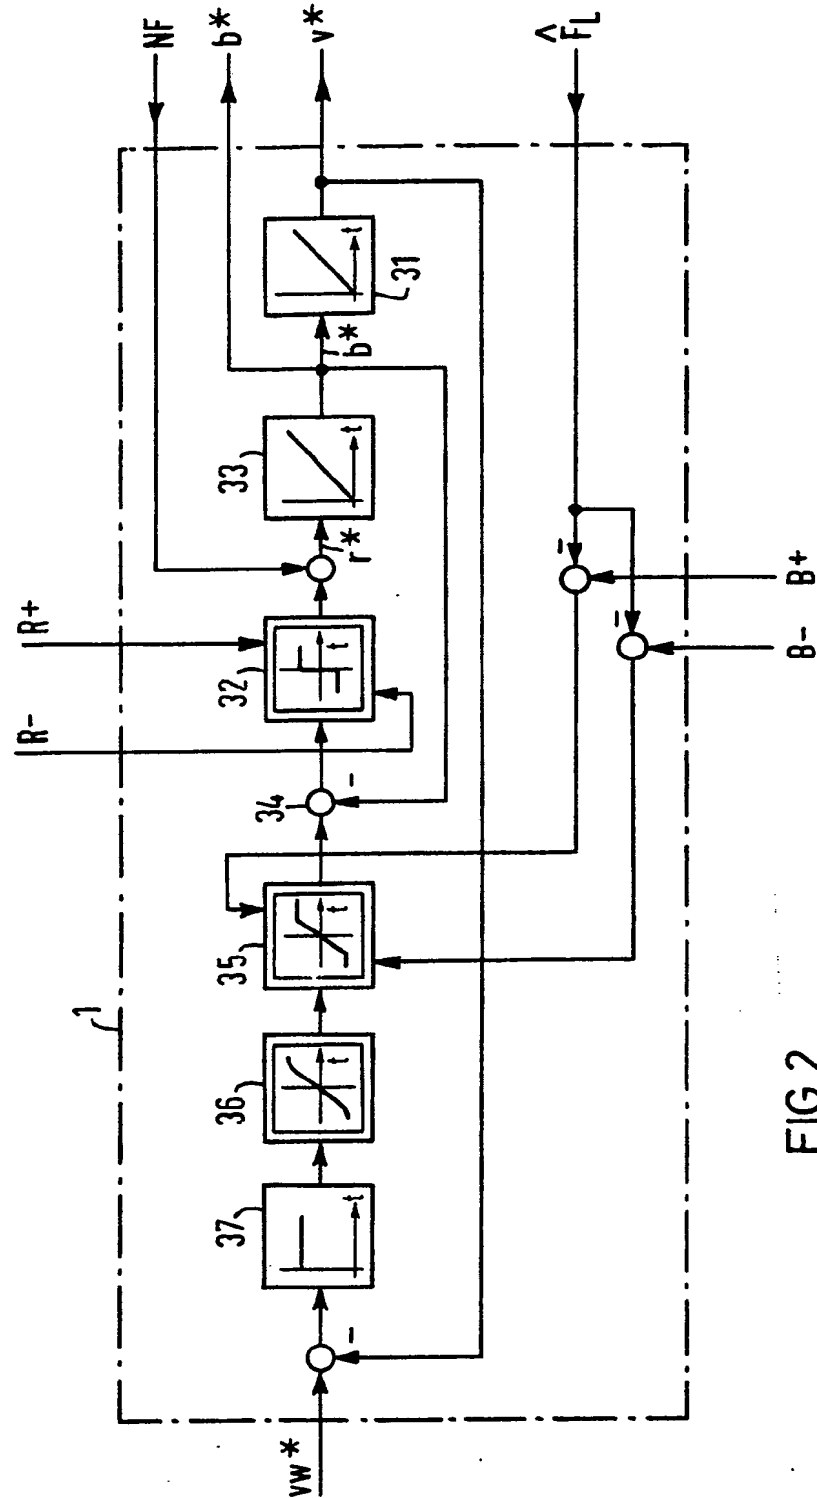 R-
R+
NF
b*
v*
F̂L
1
37
36
35
34
32
33
31
t
t
t
t
t
t
r*
b*
-
-
-
-
vw*
B-
B+
FIG 2